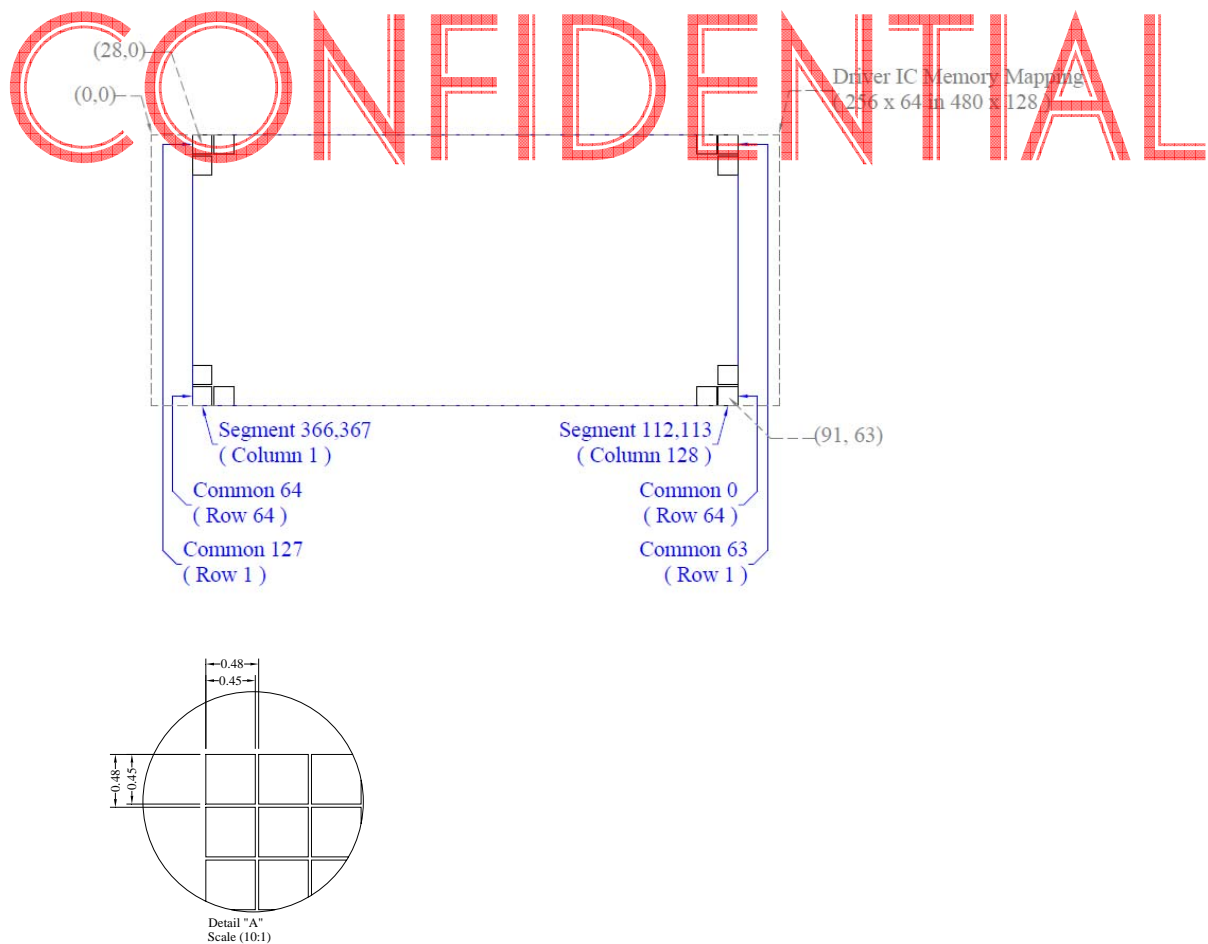 CONFIDENTIAL
(28,0)
(0,0)
Driver IC Memory Mapping
( 256 x 64 in 480 x 128 )
Segment 366,367
( Column 1 )
Segment 112,113
( Column 128 )
(91, 63)
Common 64
( Row 64 )
Common 0
( Row 64 )
Common 127
( Row 1 )
Common 63
( Row 1 )
0.48
0.45
0.48
0.45
Detail "A"
Scale (10:1)